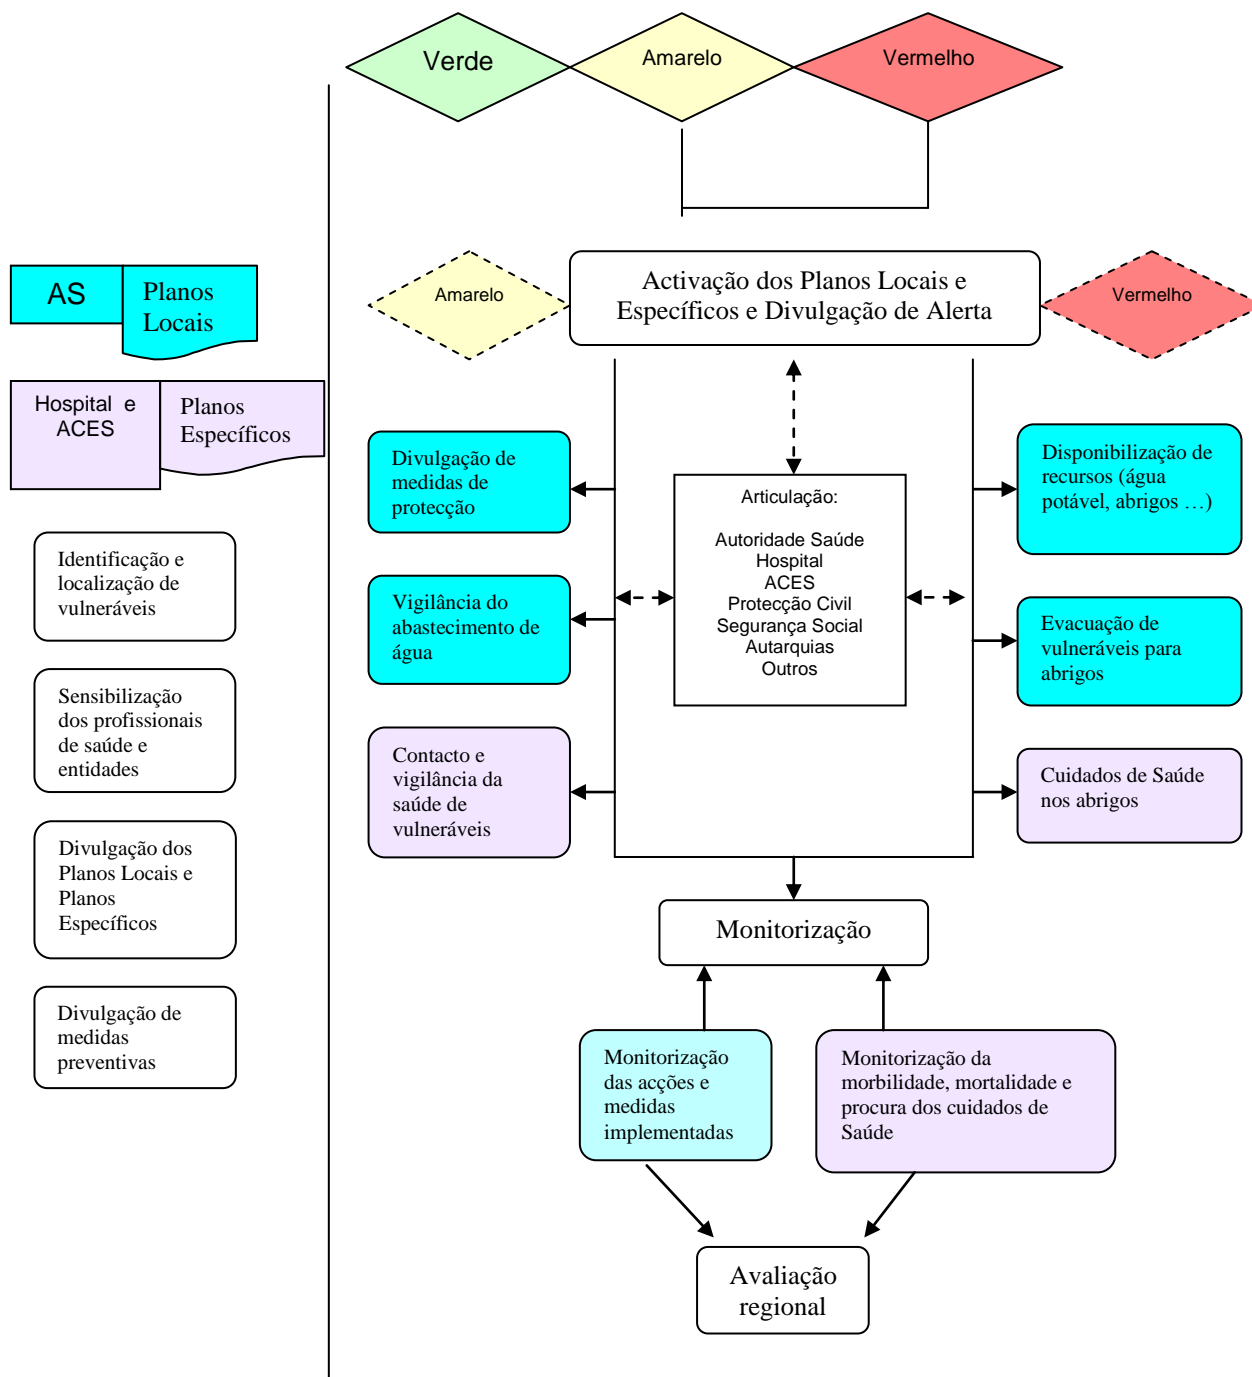 Verde
Amarelo
Vermelho
AS
Planos
Locais
Hospital e
ACES
Planos
Específicos
Identificação e
localização de
vulneráveis
Sensibilização
dos profissionais
de saúde e
entidades
Divulgação dos
Planos Locais e
Planos
Específicos
Divulgação de
medidas
preventivas
Amarelo
Activação dos Planos Locais e
Específicos e Divulgação de Alerta
Vermelho
Divulgação de
medidas de
protecção
Vigilância do
abastecimento de
água
Contacto e
vigilância da
saúde de
vulneráveis
Articulação:
Autoridade Saúde
Hospital
ACES
Protecção Civil
Segurança Social
Autarquias
Outros
Disponibilização de
recursos (água
potável, abrigos …)
Evacuação de
vulneráveis para
abrigos
Cuidados de Saúde
nos abrigos
Monitorização
Monitorização
das acções e
medidas
implementadas
Monitorização da
morbilidade, mortalidade e
procura dos cuidados de
Saúde
Avaliação
regional